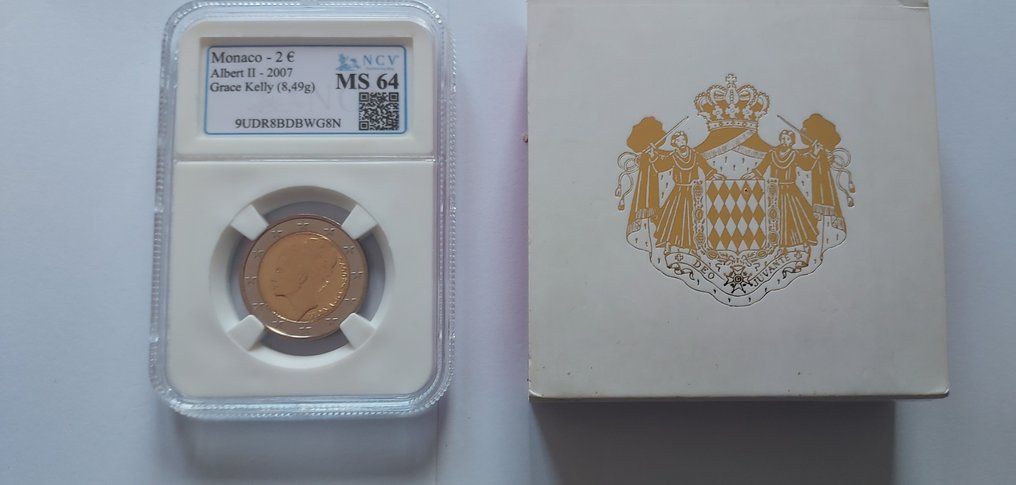 Monaco - 2 €
Albert II - 2007
Grace Kelly (8,49g)
NCV
MS 64
9UDR8BDBWG8N
DEO JUVANTE